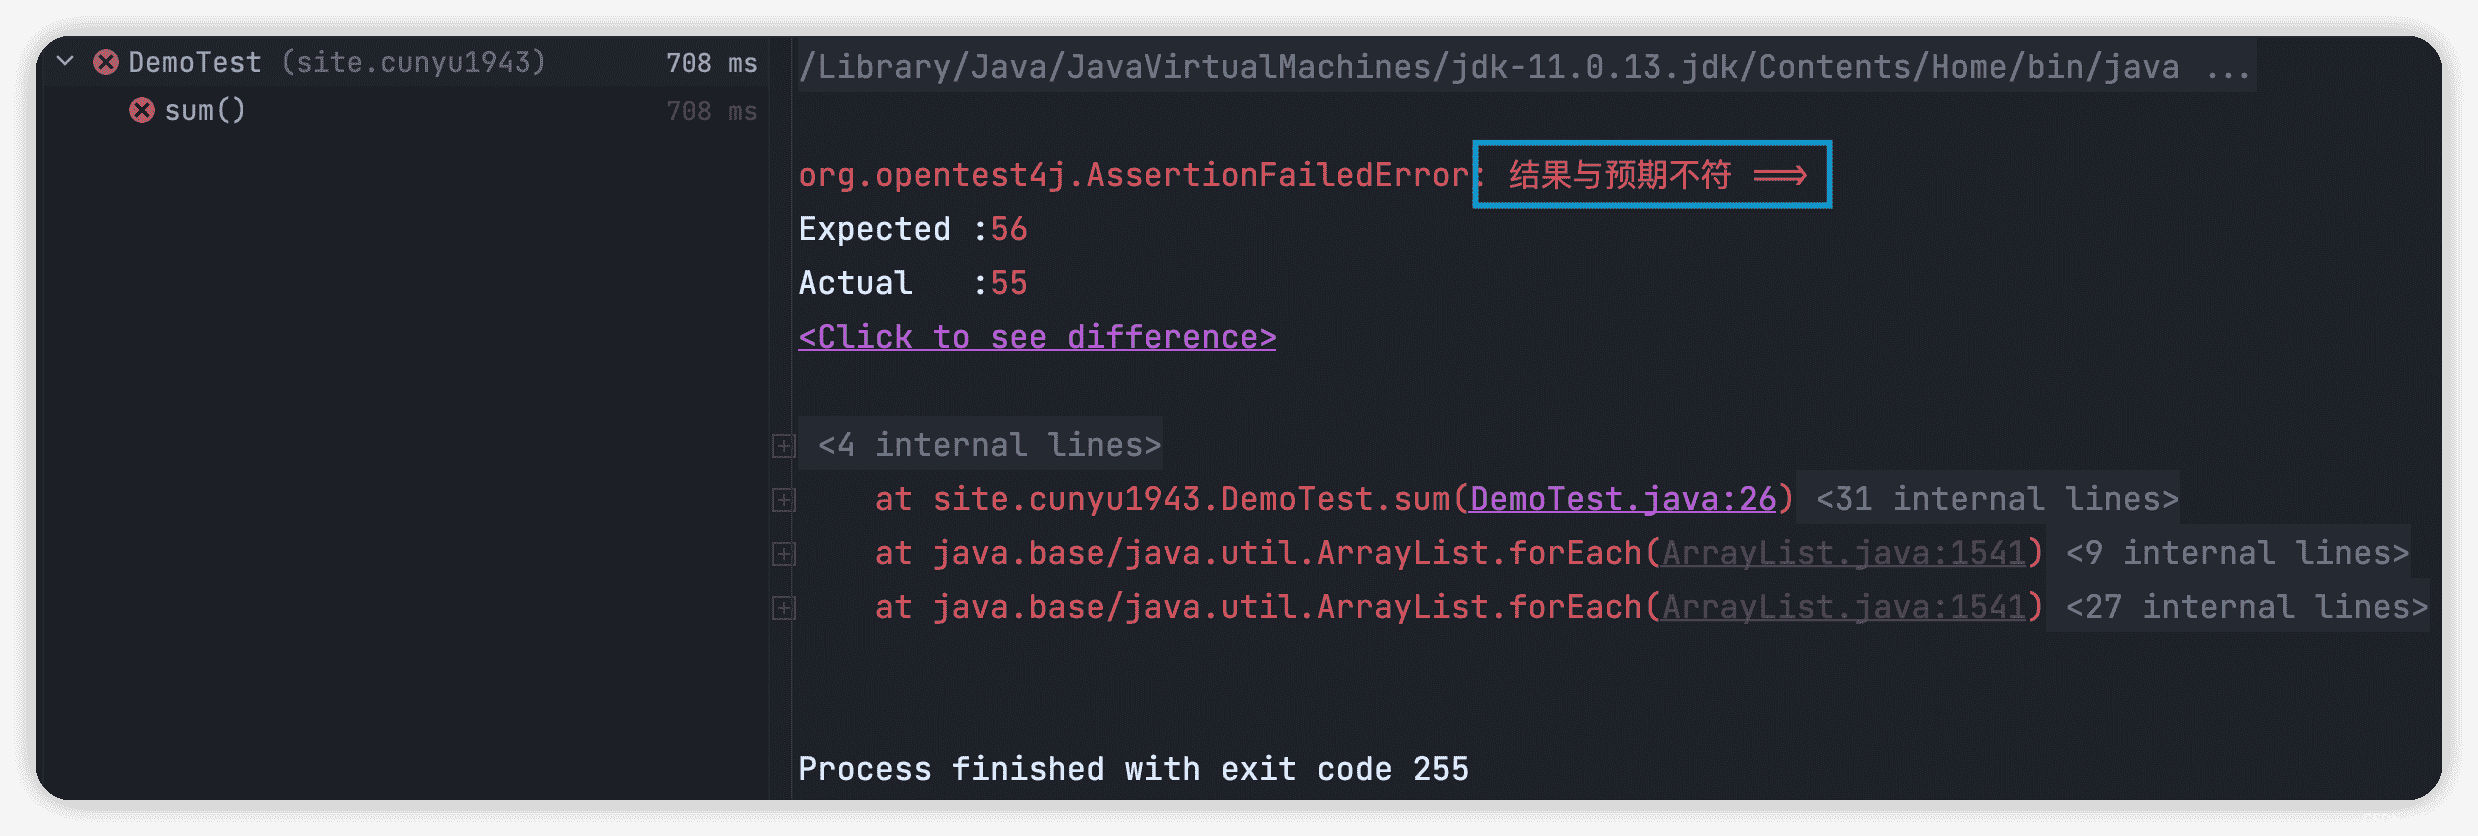 DemoTest (site.cunyu1943) 708 ms
sum() 708 ms
/Library/Java/JavaVirtualMachines/jdk-11.0.13.jdk/Contents/Home/bin/java ...
org.opentest4j.AssertionFailedError: 结果与预期不符 ==>
Expected :56
Actual   :55
<Click to see difference>
<4 internal lines>
at site.cunyu1943.DemoTest.sum(DemoTest.java:26) <31 internal lines>
at java.base/java.util.ArrayList.forEach(ArrayList.java:1541) <9 internal lines>
at java.base/java.util.ArrayList.forEach(ArrayList.java:1541) <27 internal lines>
Process finished with exit code 255